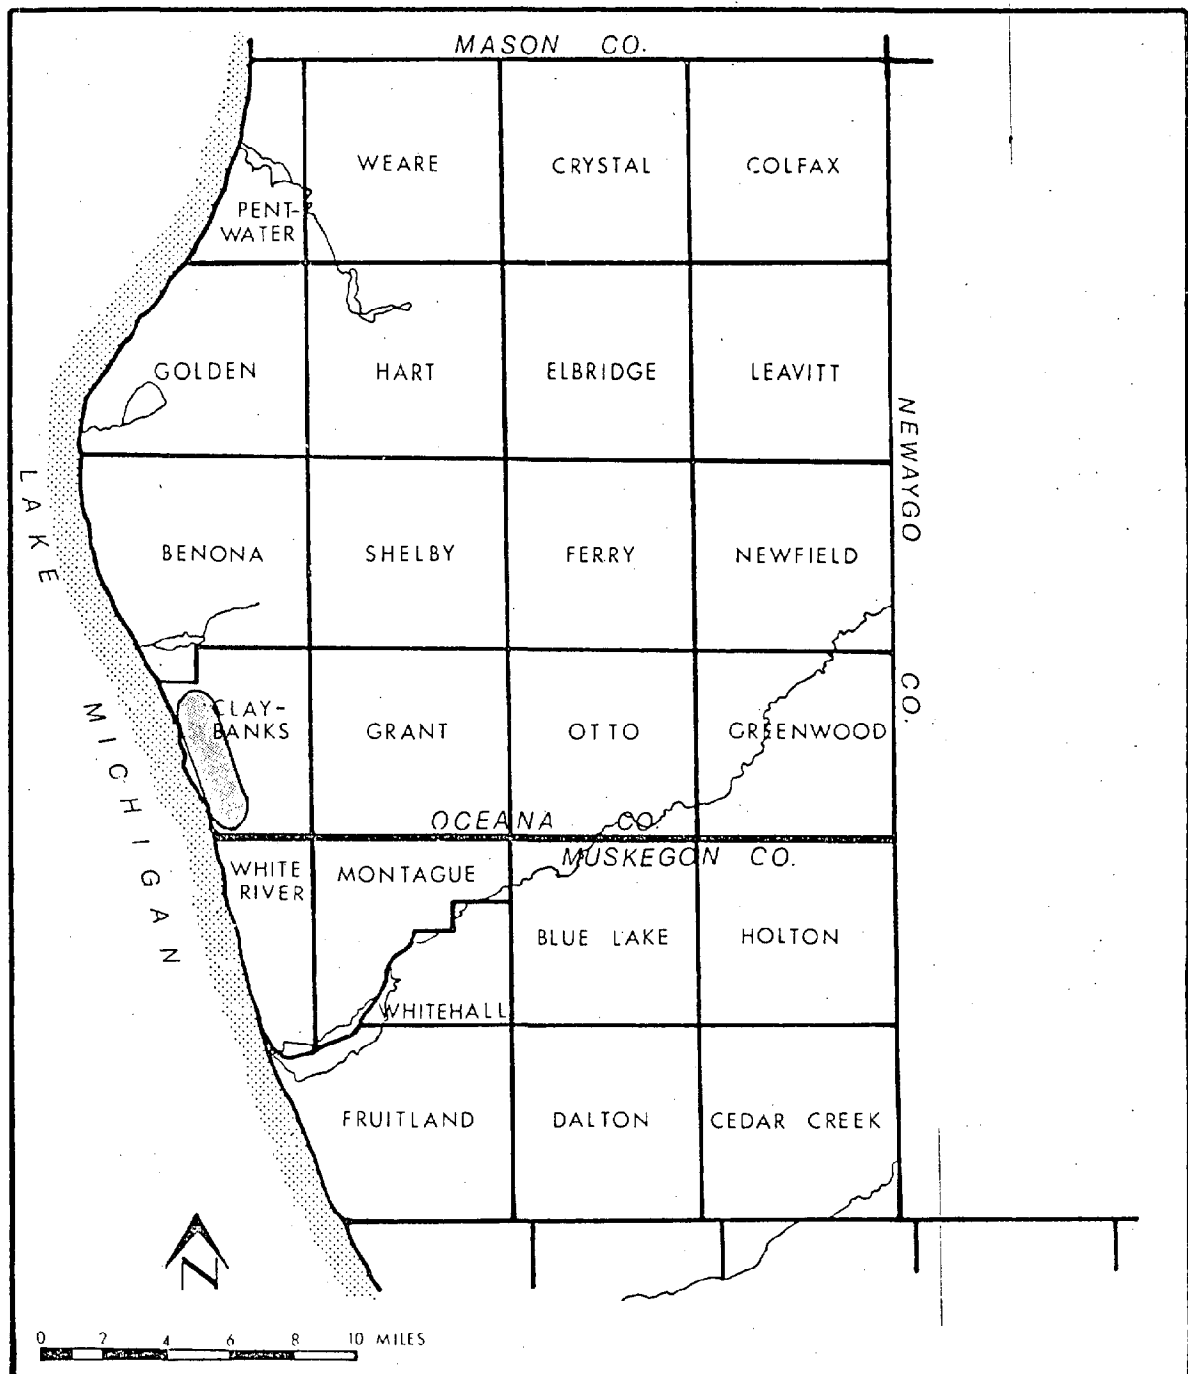 MASON CO.
WEARE
CRYSTAL
COLFAX
PENT-
WATER
GOLDEN
HART
ELBRIDGE
LEAVITT
NEWAYGO CO.
LAKE MICHIGAN
BENONA
SHELBY
FERRY
NEWFIELD
CLAY-
BANKS
GRANT
OTTO
GREENWOOD
OCEANA CO.
MUSKEGON CO.
WHITE
RIVER
MONTAGUE
BLUE LAKE
HOLTON
WHITEHALL
FRUITLAND
DALTON
CEDAR CREEK
N
0 2 4 6 8 10 MILES